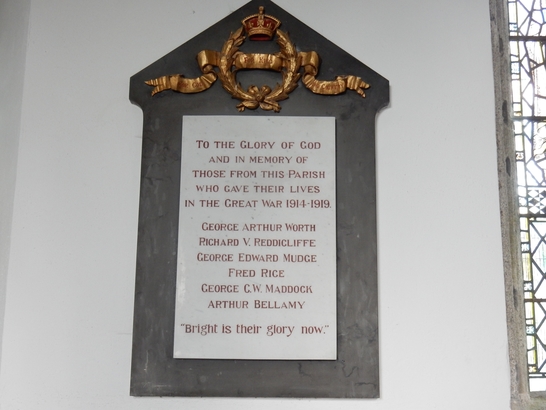 TO THE GLORY OF GOD
AND IN MEMORY OF
THOSE FROM THIS PARISH
WHO GAVE THEIR LIVES
IN THE GREAT WAR 1914-1919.
GEORGE ARTHUR WORTH
RICHARD V. REDDICLIFFE
GEORGE EDWARD MUDGE
FRED RICE
GEORGE C.W. MADDOCK
ARTHUR BELLAMY
"Bright is their glory now."